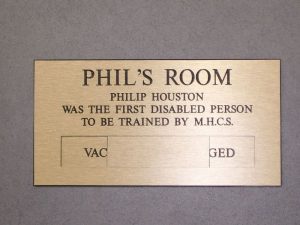 PHIL'S ROOM
PHILIP HOUSTON
WAS THE FIRST DISABLED PERSON
TO BE TRAINED BY M.H.C.S.
VAC GED